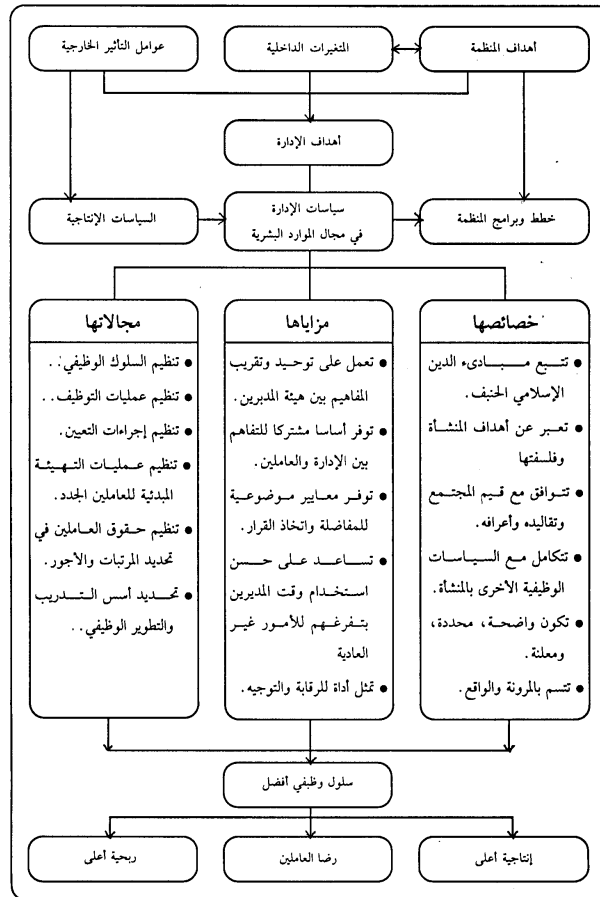 أهداف المنظمة
المتغيرات الداخلية
عوامل التأثير الخارجية
أهداف الإدارة
خطط وبرامج المنظمة
سياسات الإدارة
في مجال الموارد البشرية
السياسات الإنتاجية
خصائصها
• تتبع مبادىء الدين
الإسلامي الحنيف.
• تعبر عن أهداف المنشأة
وفلسفتها
• تتوافق مع قيم المجتمع
وتقاليده وأعرافه.
• تتكامل مع السياسات
الوظيفية الأخرى بالمنشأة.
• تكون واضحة، محددة،
ومعلنة.
• تتسم بالمرونة والواقع.
مزاياها
• تعمل على توحيد وتقريب
المفاهيم بين هيئة المدبرين.
• توفر أساسا مشتركا للتفاهم
بين الإدارة والعاملين.
• توفر معايير موضوعية
للمفاضلة واتخاذ القرار.
• تساعد على حسن
استخدام وقت المديرين
بتفرغهم للأمور غير
العادية
• تمثل أداة للرقابة والتوجيه.
مجالاتها
• تنظيم السلوك الوظيفي..
• تنظيم عمليات التوظف..
• تنظيم إجراءات التعيين.
• تنظيم عمليات التهيئة
المبدئية للعاملين الجدد.
• تنظيم حقوق العاملين في
تحديد المرتبات والأجور.
• تحديد أسس التدريب
والتطوير الوظيفي..
سلول وظيفي أفضل
إنتاجية أعلى
رضا العاملين
ربحية أعلى